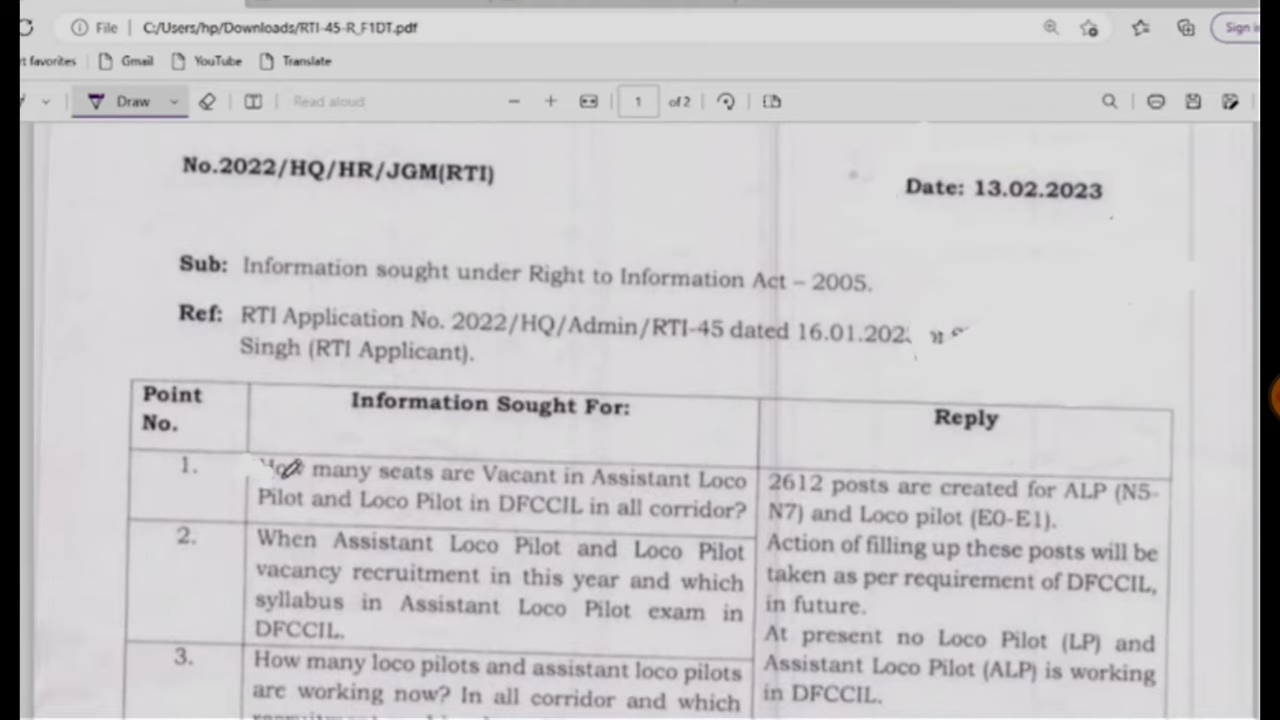 File C:/Users/hp/Downloads/RTI-45-R_F1DT.pdf
Sign
favorites Gmail YouTube Translate
Draw Read aloud 1 of 2
No.2022/HQ/HR/JGM(RTI)
Date: 13.02.2023
Sub: Information sought under Right to Information Act – 2005.
Ref: RTI Application No. 2022/HQ/Admin/RTI-45 dated 16.01.202
Singh (RTI Applicant).
Point
No.
Information Sought For:
Reply
1.
many seats are Vacant in Assistant Loco
Pilot and Loco Pilot in DFCCIL in all corridor?
2.
When Assistant Loco Pilot and Loco Pilot
vacancy recruitment in this year and which
syllabus in Assistant Loco Pilot exam in
DFCCIL.
3.
How many loco pilots and assistant loco pilots
are working now? In all corridor and which
2612 posts are created for ALP (N5-
N7) and Loco pilot (E0-E1).
Action of filling up these posts will be
taken as per requirement of DFCCIL,
in future.
At present no Loco Pilot (LP) and
Assistant Loco Pilot (ALP) is working
in DFCCIL.